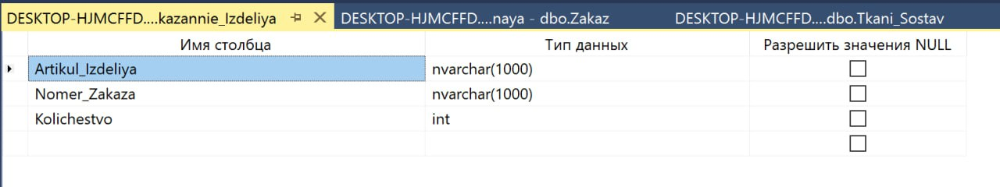 DESKTOP-HJMCFFD....kazannie_Izdeliya DESKTOP-HJMCFFD....naya - dbo.Zakaz DESKTOP-HJMCFFD....dbo.Tkani_Sostav
Имя столбца Тип данных Разрешить значения NULL
Artikul_Izdeliya nvarchar(1000)
Nomer_Zakaza nvarchar(1000)
Kolichestvo int